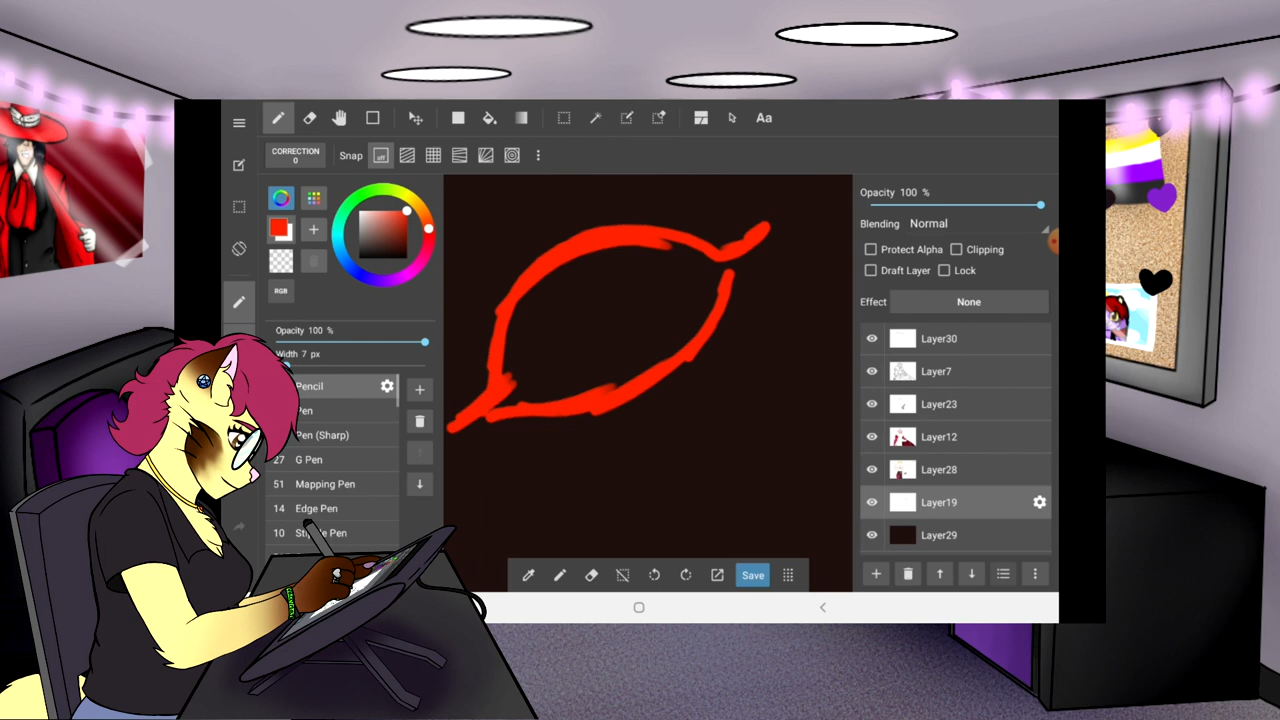 Aa
CORRECTION
0
Snap
off
RGB
Opacity 100 %
Width 7 px
Pencil
Pen
Pen (Sharp)
27 G Pen
51 Mapping Pen
14 Edge Pen
10 Pen
Opacity 100 %
Blending Normal
Protect Alpha Clipping
Draft Layer Lock
Effect None
Layer30
Layer7
Layer23
Layer12
Layer28
Layer19
Layer29
Save